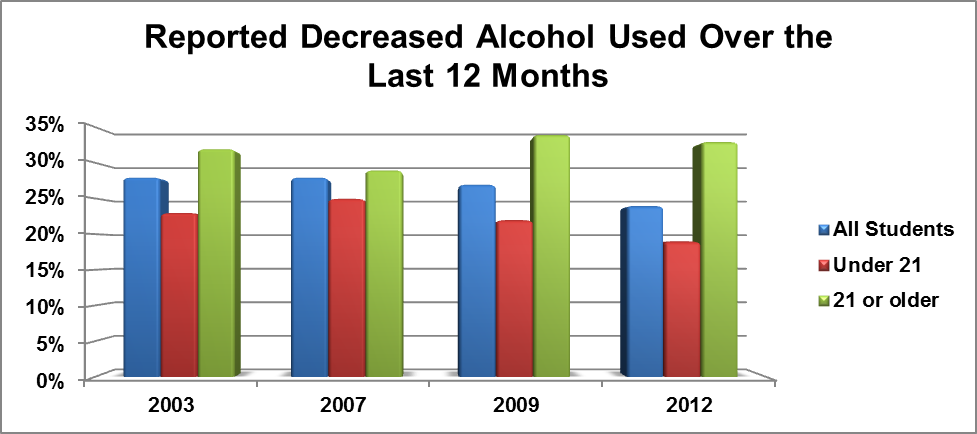 Reported Decreased Alcohol Used Over the
Last 12 Months
35%
30%
25%
20%
15%
10%
5%
0%
2003 2007 2009 2012
All Students
Under 21
21 or older